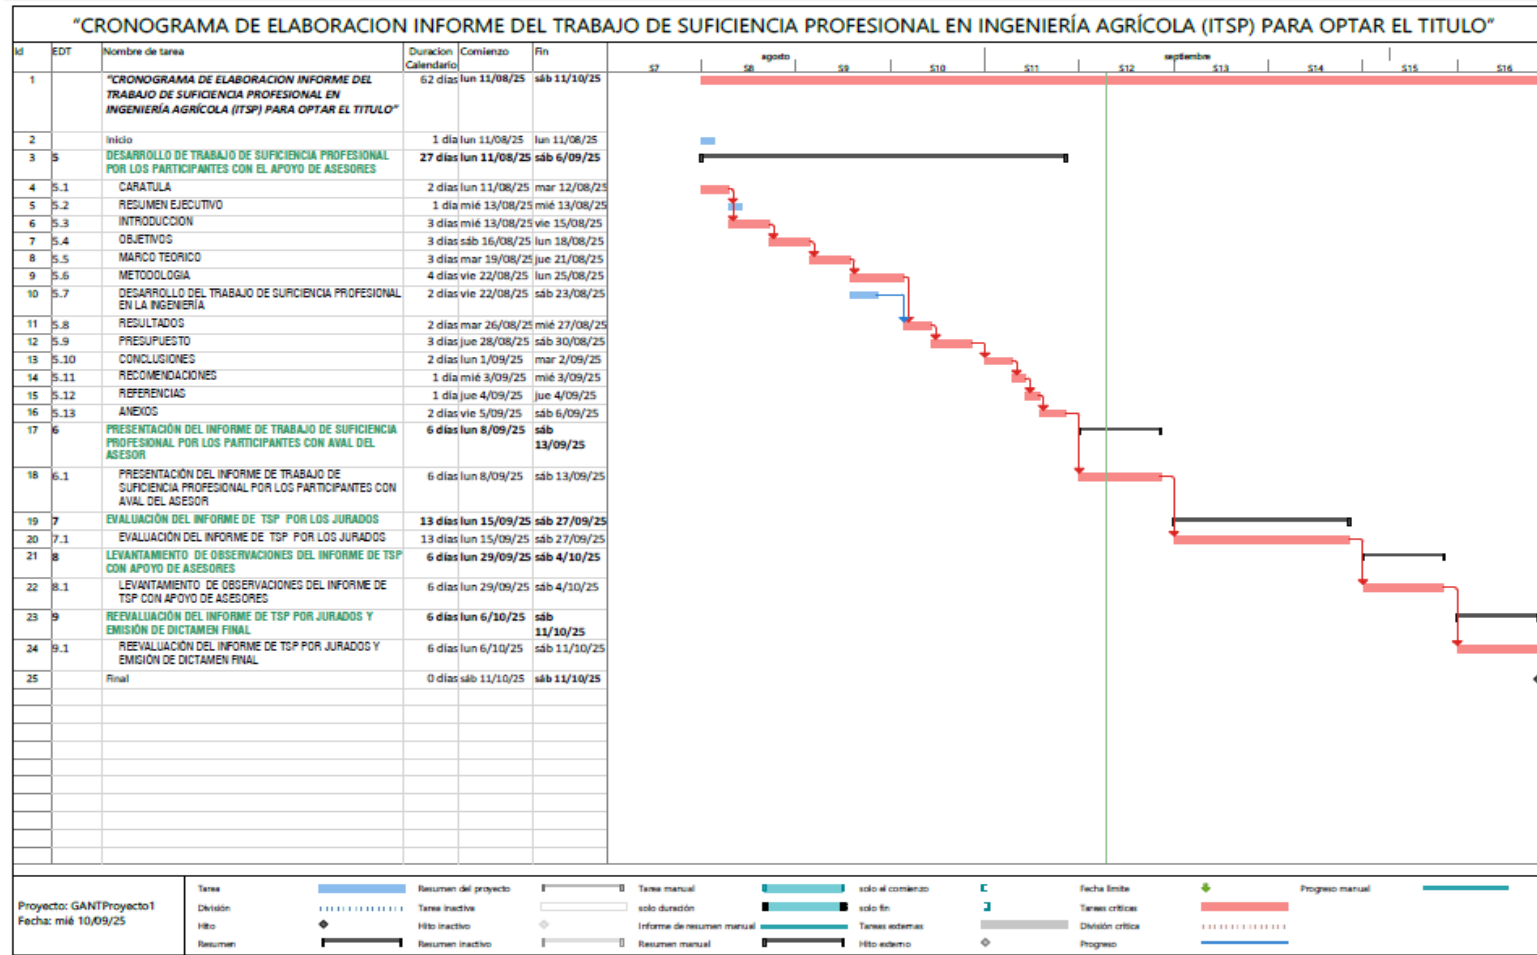 “CRONOGRAMA DE ELABORACION INFORME DEL TRABAJO DE SUFICIENCIA PROFESIONAL EN INGENIERÍA AGRÍCOLA (ITSP) PARA OPTAR EL TITULO”
Id EDT Nombre de tarea Duracion Calendario Comienzo Fin
agosto septiembre
S7 S8 S9 S10 S11 S12 S13 S14 S15 S16
1 “CRONOGRAMA DE ELABORACION INFORME DEL 62 días lun 11/08/25 sáb 11/10/25
TRABAJO DE SUFICIENCIA PROFESIONAL EN
INGENIERÍA AGRÍCOLA (ITSP) PARA OPTAR EL TITULO”
2 Inicio 1 día lun 11/08/25 lun 11/08/25
3 5 DESARROLLO DE TRABAJO DE SUFICIENCIA PROFESIONAL 27 días lun 11/08/25 sáb 6/09/25
POR LOS PARTICIPANTES CON EL APOYO DE ASESORES
4 5.1 CARATULA 2 días lun 11/08/25 mar 12/08/25
5 5.2 RESUMEN EJECUTIVO 1 día mié 13/08/25 mié 13/08/25
6 5.3 INTRODUCCION 3 días mié 13/08/25 vie 15/08/25
7 5.4 OBJETIVOS 3 días sáb 16/08/25 lun 18/08/25
8 5.5 MARCO TEORICO 3 días mar 19/08/25 jue 21/08/25
9 5.6 METODOLOGIA 4 días vie 22/08/25 lun 25/08/25
10 5.7 DESARROLLO DEL TRABAJO DE SURCIENCIA PROFESIONAL 2 días vie 22/08/25 sáb 23/08/25
EN LA INGENIERÍA
11 5.8 RESULTADOS 2 días mar 26/08/25 mié 27/08/25
12 5.9 PRESUPUESTO 3 días jue 28/08/25 sáb 30/08/25
13 5.10 CONCLUSIONES 2 días lun 1/09/25 mar 2/09/25
14 5.11 RECOMENDACIONES 1 día mié 3/09/25 mié 3/09/25
15 5.12 REFERENCIAS 1 día jue 4/09/25 jue 4/09/25
16 5.13 ANEXOS 2 días vie 5/09/25 sáb 6/09/25
17 6 PRESENTACIÓN DEL INFORME DE TRABAJO DE SUFICIENCIA 6 días lun 8/09/25 sáb
PROFESIONAL POR LOS PARTICIPANTES CON AVAL DEL 13/09/25
ASESOR
18 6.1 PRESENTACIÓN DEL INFORME DE TRABAJO DE 6 días lun 8/09/25 sáb 13/09/25
SUFICIENCIA PROFESIONAL POR LOS PARTICIPANTES CON
AVAL DEL ASESOR
19 7 EVALUACIÓN DEL INFORME DE TSP POR LOS JURADOS 13 días lun 15/09/25 sáb 27/09/25
20 7.1 EVALUACIÓN DEL INFORME DE TSP POR LOS JURADOS 13 días lun 15/09/25 sáb 27/09/25
21 8 LEVANTAMIENTO DE OBSERVACIONES DEL INFORME DE TSP 6 días lun 29/09/25 sáb 4/10/25
CON APOYO DE ASESORES
22 8.1 LEVANTAMIENTO DE OBSERVACIONES DEL INFORME DE 6 días lun 29/09/25 sáb 4/10/25
TSP CON APOYO DE ASESORES
23 9 REEVALUACIÓN DEL INFORME DE TSP POR JURADOS Y 6 días lun 6/10/25 sáb
EMISIÓN DE DICTAMEN FINAL 11/10/25
24 9.1 REEVALUACIÓN DEL INFORME DE TSP POR JURADOS Y 6 días lun 6/10/25 sáb 11/10/25
EMISIÓN DE DICTAMEN FINAL
25 Final 0 días sáb 11/10/25 sáb 11/10/25
Proyecto: GANTProyecto1
Fecha: mié 10/09/25
Tarea Resumen del proyecto Tarea manual solo el comienzo Fecha límite Progreso manual
División Tarea inactiva solo duración solo fin Tareas críticas
Hito Hito inactivo Informe de resumen manual Tareas externas División crítica
Resumen Resumen inactivo Resumen manual Hito externo Progreso